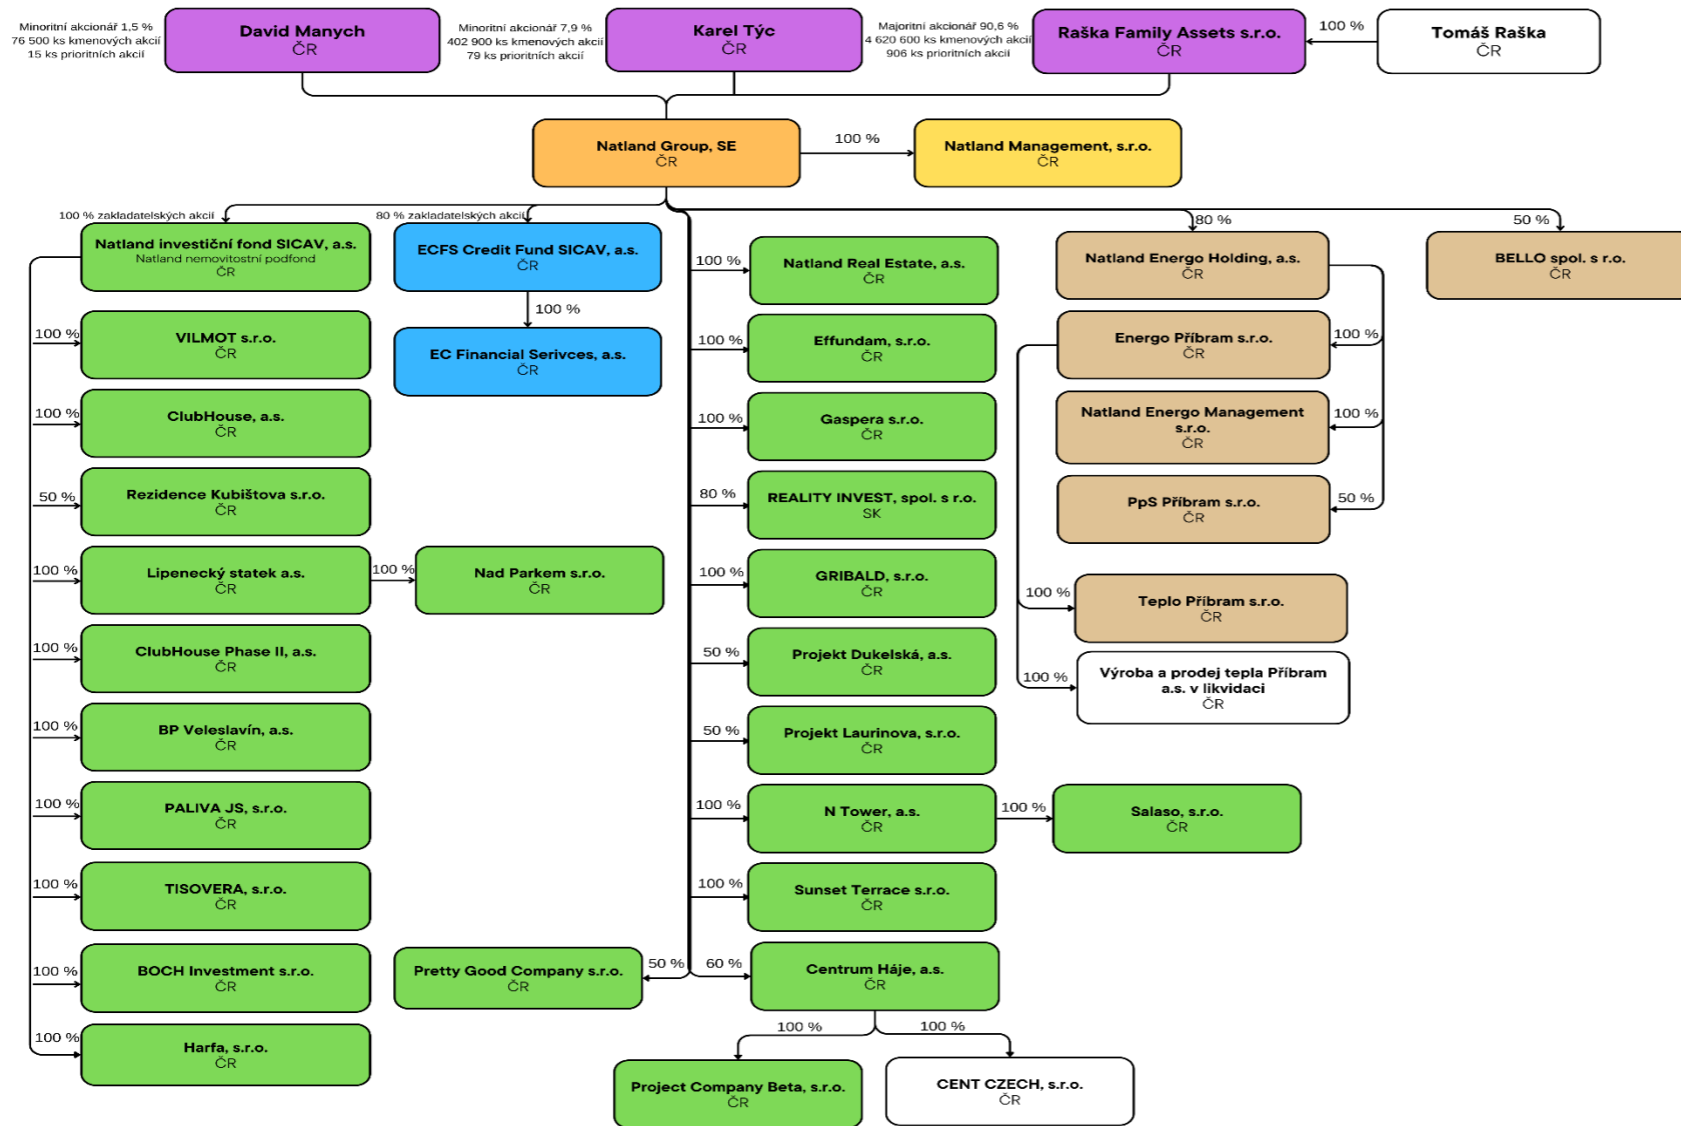 Minoritní akcionář 1,5 %
76 500 ks kmenových akcií
15 ks prioritních akcií
David Manych
ČR
Minoritní akcionář 7,9 %
402 900 ks kmenových akcií
79 ks prioritních akcií
Karel Týc
ČR
Majoritní akcionář 90,6 %
4 620 600 ks kmenových akcií
906 ks prioritních akcií
Raška Family Assets s.r.o.
ČR
100 %
Tomáš Raška
ČR
Natland Group, SE
ČR
100 %
Natland Management, s.r.o.
ČR
100 % zakladatelských akcií
Natland investiční fond SICAV, a.s.
Natland nemovitostní podfond
ČR
100 %
VILMOT s.r.o.
ČR
100 %
ClubHouse, a.s.
ČR
50 %
Rezidence Kubištova s.r.o.
ČR
100 %
Lipenecký statek a.s.
ČR
100 %
Nad Parkem s.r.o.
ČR
100 %
ClubHouse Phase II, a.s.
ČR
100 %
BP Veleslavín, a.s.
ČR
100 %
PALIVA JS, s.r.o.
ČR
100 %
TISOVERA, s.r.o.
ČR
100 %
BOCH Investment s.r.o.
ČR
100 %
Harfa, s.r.o.
ČR
80 % zakladatelských akcií
ECFS Credit Fund SICAV, a.s.
ČR
100 %
EC Financial Serivces, a.s.
ČR
50 %
Pretty Good Company s.r.o.
ČR
100 %
Natland Real Estate, a.s.
ČR
100 %
Effundam, s.r.o.
ČR
100 %
Gaspera s.r.o.
ČR
80 %
REALITY INVEST, spol. s r.o.
SK
100 %
GRIBALD, s.r.o.
ČR
50 %
Projekt Dukelská, a.s.
ČR
50 %
Projekt Laurinova, s.r.o.
ČR
100 %
N Tower, a.s.
ČR
100 %
Salaso, s.r.o.
ČR
100 %
Sunset Terrace s.r.o.
ČR
60 %
Centrum Háje, a.s.
ČR
100 %
Project Company Beta, s.r.o.
ČR
100 %
CENT CZECH, s.r.o.
ČR
80 %
Natland Energo Holding, a.s.
ČR
100 %
Energo Příbram s.r.o.
ČR
100 %
Natland Energo Management
s.r.o.
ČR
50 %
PpS Příbram s.r.o.
ČR
100 %
Teplo Příbram s.r.o.
ČR
100 %
Výroba a prodej tepla Příbram
a.s. v likvidaci
ČR
50 %
BELLO spol. s r.o.
ČR